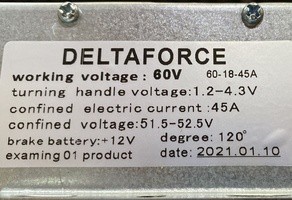 DELTAFORCE
working voltage : 60V 60-18-45A
turning handle voltage:1.2-4.3V
confined electric current :45A
confined voltage:51.5-52.5V
brake battery:+12V degree: 120°
examing 01 product date: 2021.01.10